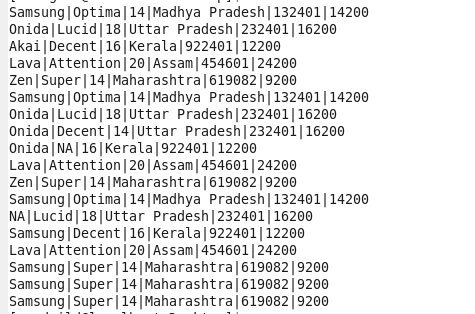 Samsung|Optima|14|Madhya Pradesh|132401|14200
Onida|Lucid|18|Uttar Pradesh|232401|16200
Akai|Decent|16|Kerala|922401|12200
Lava|Attention|20|Assam|454601|24200
Zen|Super|14|Maharashtra|619082|9200
Samsung|Optima|14|Madhya Pradesh|132401|14200
Onida|Lucid|18|Uttar Pradesh|232401|16200
Onida|Decent|14|Uttar Pradesh|232401|16200
Onida|NA|16|Kerala|922401|12200
Lava|Attention|20|Assam|454601|24200
Zen|Super|14|Maharashtra|619082|9200
Samsung|Optima|14|Madhya Pradesh|132401|14200
NA|Lucid|18|Uttar Pradesh|232401|16200
Samsung|Decent|16|Kerala|922401|12200
Lava|Attention|20|Assam|454601|24200
Samsung|Super|14|Maharashtra|619082|9200
Samsung|Super|14|Maharashtra|619082|9200
Samsung|Super|14|Maharashtra|619082|9200